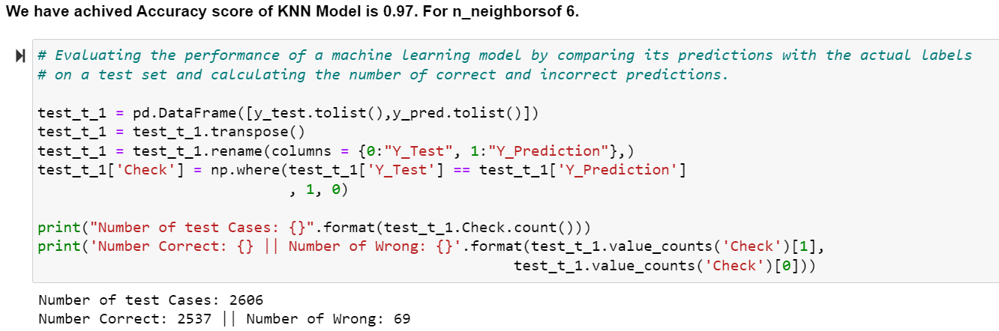 We have achived Accuracy score of KNN Model is 0.97. For n_neighborsof 6.
# Evaluating the performance of a machine learning model by comparing its predictions with the actual labels
# on a test set and calculating the number of correct and incorrect predictions.
test_t_1 = pd.DataFrame([y_test.tolist(),y_pred.tolist()])
test_t_1 = test_t_1.transpose()
test_t_1 = test_t_1.rename(columns = {0:"Y_Test", 1:"Y_Prediction"},)
test_t_1['Check'] = np.where(test_t_1['Y_Test'] == test_t_1['Y_Prediction']
, 1, 0)
print("Number of test Cases: {}".format(test_t_1.Check.count()))
print('Number Correct: {} || Number of Wrong: {}'.format(test_t_1.value_counts('Check')[1],
test_t_1.value_counts('Check')[0]))
Number of test Cases: 2606
Number Correct: 2537 || Number of Wrong: 69